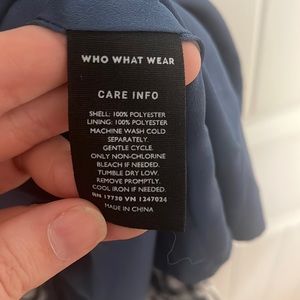 WHO WHAT WEAR
CARE INFO
SHELL: 100% POLYESTER
LINING: 100% POLYESTER
MACHINE WASH COLD
SEPARATELY.
GENTLE CYCLE.
ONLY NON-CHLORINE
BLEACH IF NEEDED.
TUMBLE DRY LOW.
REMOVE PROMPTLY.
COOL IRON IF NEEDED.
RN 17730 VN 1247024
MADE IN CHINA